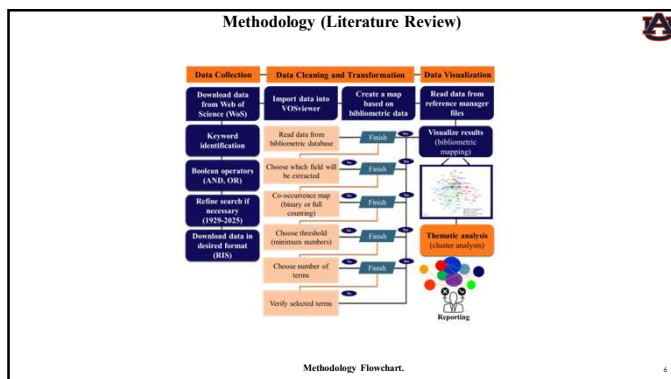 Methodology (Literature Review)
Data Collection
Data Cleaning and Transformation
Data Visualization
Download data
from Web of
Science (WoS)
Import data into
VOSviewer
Create a map
based on
bibliometric data
Read data from
reference manager
files
Keyword
identification
Boolean operators
(AND, OR)
Refine search if
necessary
(1929-2025)
Download data in
desired format
(RIS)
Read data from
bibliometric database
Finish
Choose which field will
be extracted
Finish
Co-occurrence map
(binary or full
counting)
Finish
Choose threshold
(minimum numbers)
Finish
Choose number of
terms
Finish
Verify selected terms
Visualize results
(bibliometric
mapping)
Thematic analysis
(cluster analysis)
Reporting
Methodology Flowchart.
6